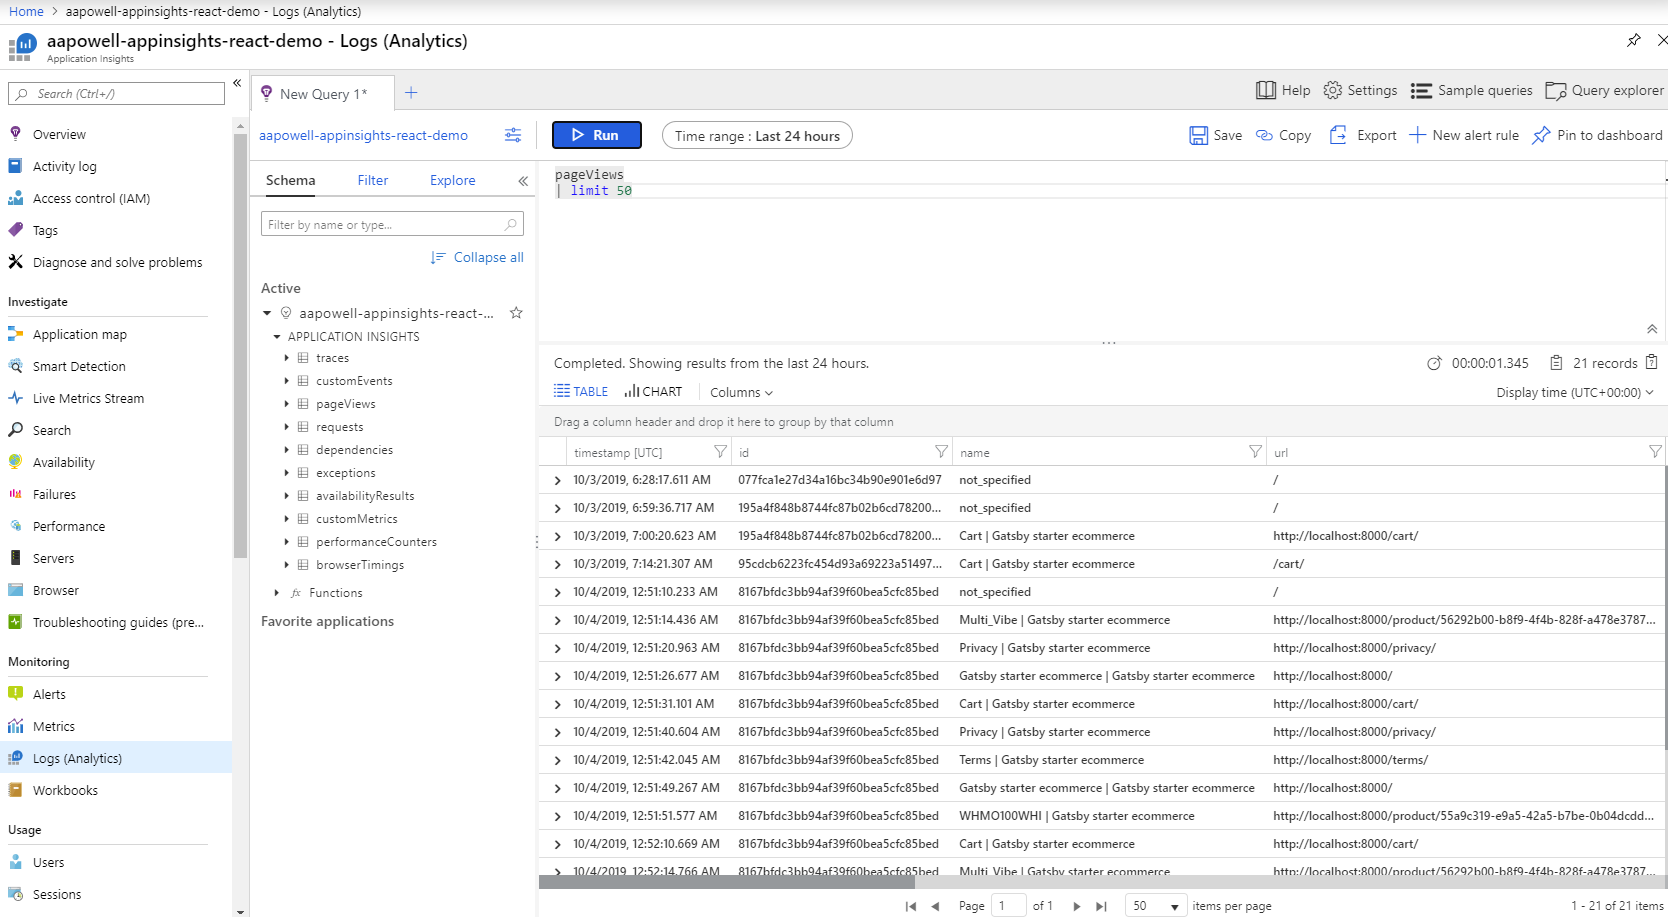 Home > aapowell-appinsights-react-demo - Logs (Analytics)
aapowell-appinsights-react-demo - Logs (Analytics)
Application Insights
Search (Ctrl+/)
Overview
Activity log
Access control (IAM)
Tags
Diagnose and solve problems
Investigate
Application map
Smart Detection
Live Metrics Stream
Search
Availability
Failures
Performance
Servers
Browser
Troubleshooting guides (pre...
Monitoring
Alerts
Metrics
Logs (Analytics)
Workbooks
Usage
Users
Sessions
New Query 1*
Help Settings Sample queries Query explorer
aapowell-appinsights-react-demo
Run
Time range : Last 24 hours
Save Copy Export New alert rule Pin to dashboard
Schema Filter Explore
Filter by name or type...
Collapse all
Active
aapowell-appinsights-react-...
APPLICATION INSIGHTS
traces
customEvents
pageViews
requests
dependencies
exceptions
availabilityResults
customMetrics
performanceCounters
browserTimings
fx Functions
Favorite applications
pageViews
| limit 50
Completed. Showing results from the last 24 hours.
00:00:01.345 21 records
TABLE CHART Columns
Display time (UTC+00:00)
Drag a column header and drop it here to group by that column
timestamp [UTC] id name url
10/3/2019, 6:28:17.611 AM 077fca1e27d34a16bc34b90e901e6d97 not_specified /
10/3/2019, 6:59:36.717 AM 195a4f848b8744fc87b02b6cd78200... not_specified /
10/3/2019, 7:00:20.623 AM 195a4f848b8744fc87b02b6cd78200... Cart | Gatsby starter ecommerce http://localhost:8000/cart/
10/3/2019, 7:14:21.307 AM 95cdcb6223fc454d93a69223a51497... Cart | Gatsby starter ecommerce /cart/
10/4/2019, 12:51:10.233 AM 8167bfdc3bb94af39f60bea5cfc85bed not_specified /
10/4/2019, 12:51:14.436 AM 8167bfdc3bb94af39f60bea5cfc85bed Multi_Vibe | Gatsby starter ecommerce http://localhost:8000/product/56292b00-b8f9-4f4b-828f-a478e3787...
10/4/2019, 12:51:20.963 AM 8167bfdc3bb94af39f60bea5cfc85bed Privacy | Gatsby starter ecommerce http://localhost:8000/privacy/
10/4/2019, 12:51:26.677 AM 8167bfdc3bb94af39f60bea5cfc85bed Gatsby starter ecommerce | Gatsby starter ecommerce http://localhost:8000/
10/4/2019, 12:51:31.101 AM 8167bfdc3bb94af39f60bea5cfc85bed Cart | Gatsby starter ecommerce http://localhost:8000/cart/
10/4/2019, 12:51:40.604 AM 8167bfdc3bb94af39f60bea5cfc85bed Privacy | Gatsby starter ecommerce http://localhost:8000/privacy/
10/4/2019, 12:51:42.045 AM 8167bfdc3bb94af39f60bea5cfc85bed Terms | Gatsby starter ecommerce http://localhost:8000/terms/
10/4/2019, 12:51:49.267 AM 8167bfdc3bb94af39f60bea5cfc85bed Gatsby starter ecommerce | Gatsby starter ecommerce http://localhost:8000/
10/4/2019, 12:51:51.577 AM 8167bfdc3bb94af39f60bea5cfc85bed WHMO100WHI | Gatsby starter ecommerce http://localhost:8000/product/55a9c319-e9a5-42a5-b7be-0b04dcdd...
10/4/2019, 12:52:10.669 AM 8167bfdc3bb94af39f60bea5cfc85bed Cart | Gatsby starter ecommerce http://localhost:8000/cart/
10/4/2019, 12:52:14.766 AM 8167bfdc3bb94af39f60bea5cfc85bed Multi_Vibe | Gatsby starter ecommerce http://localhost:8000/product/56292b00-b8f9-4f4b-828f-a478e3787...
Page 1 of 1 50 items per page
1 - 21 of 21 items